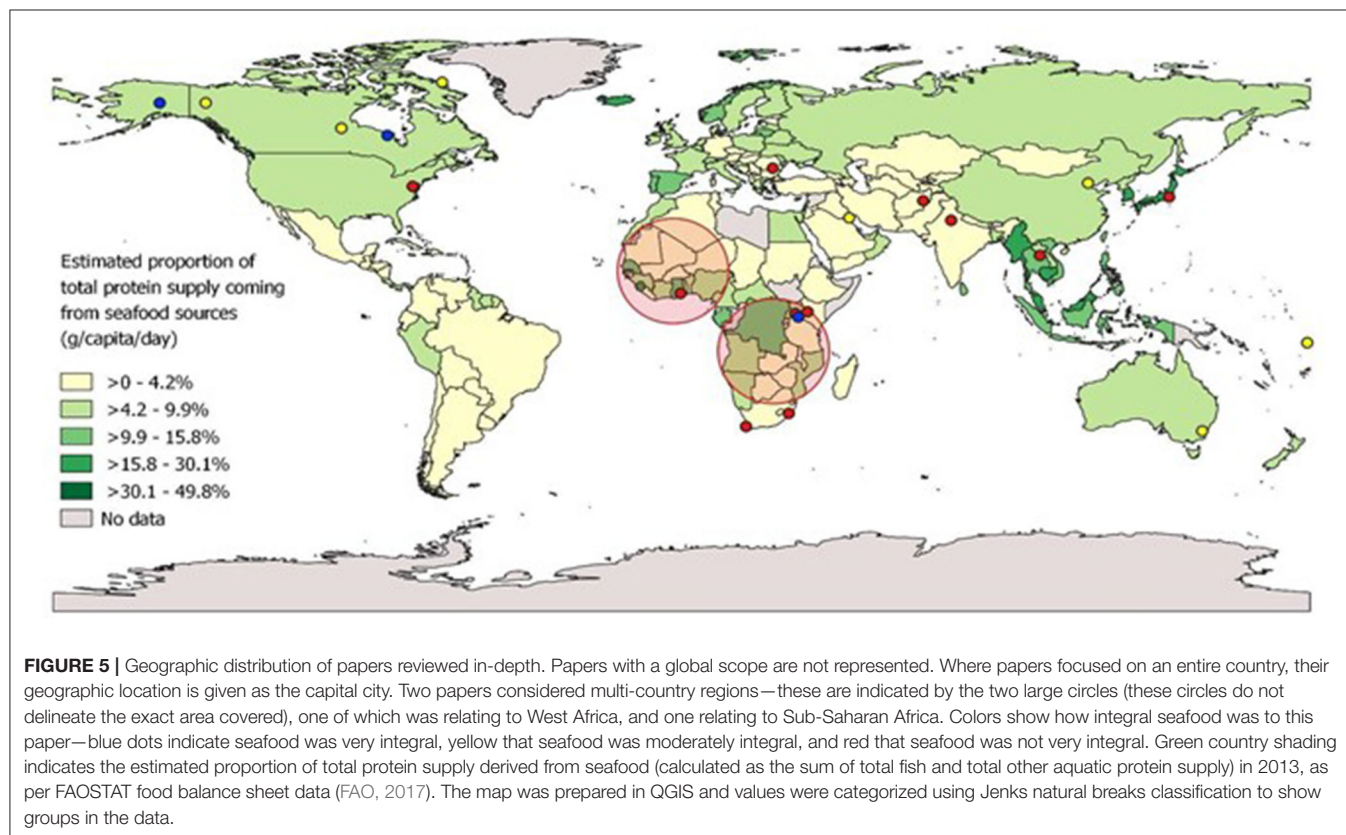 Estimated proportion of
total protein supply coming
from seafood sources
(g/capita/day)
>0 - 4.2%
>4.2 - 9.9%
>9.9 - 15.8%
>15.8 - 30.1%
>30.1 - 49.8%
No data
FIGURE 5 | Geographic distribution of papers reviewed in-depth. Papers with a global scope are not represented. Where papers focused on an entire country, their
geographic location is given as the capital city. Two papers considered multi-country regions—these are indicated by the two large circles (these circles do not
delineate the exact area covered), one of which was relating to West Africa, and one relating to Sub-Saharan Africa. Colors show how integral seafood was to this
paper—blue dots indicate seafood was very integral, yellow that seafood was moderately integral, and red that seafood was not very integral. Green country shading
indicates the estimated proportion of total protein supply derived from seafood (calculated as the sum of total fish and total other aquatic protein supply) in 2013, as
per FAOSTAT food balance sheet data (FAO, 2017). The map was prepared in QGIS and values were categorized using Jenks natural breaks classification to show
groups in the data.